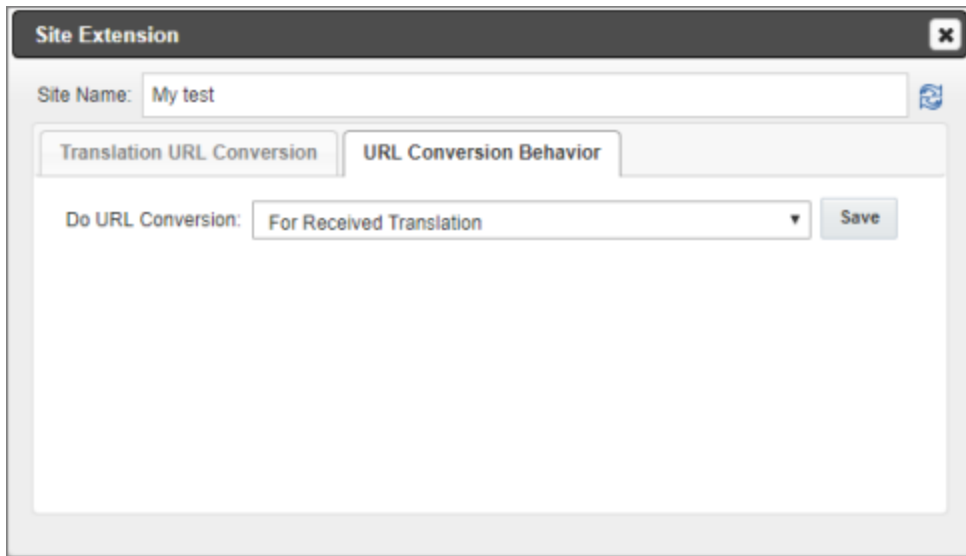 Site Extension
Site Name: My test
Translation URL Conversion URL Conversion Behavior
Do URL Conversion: For Received Translation Save